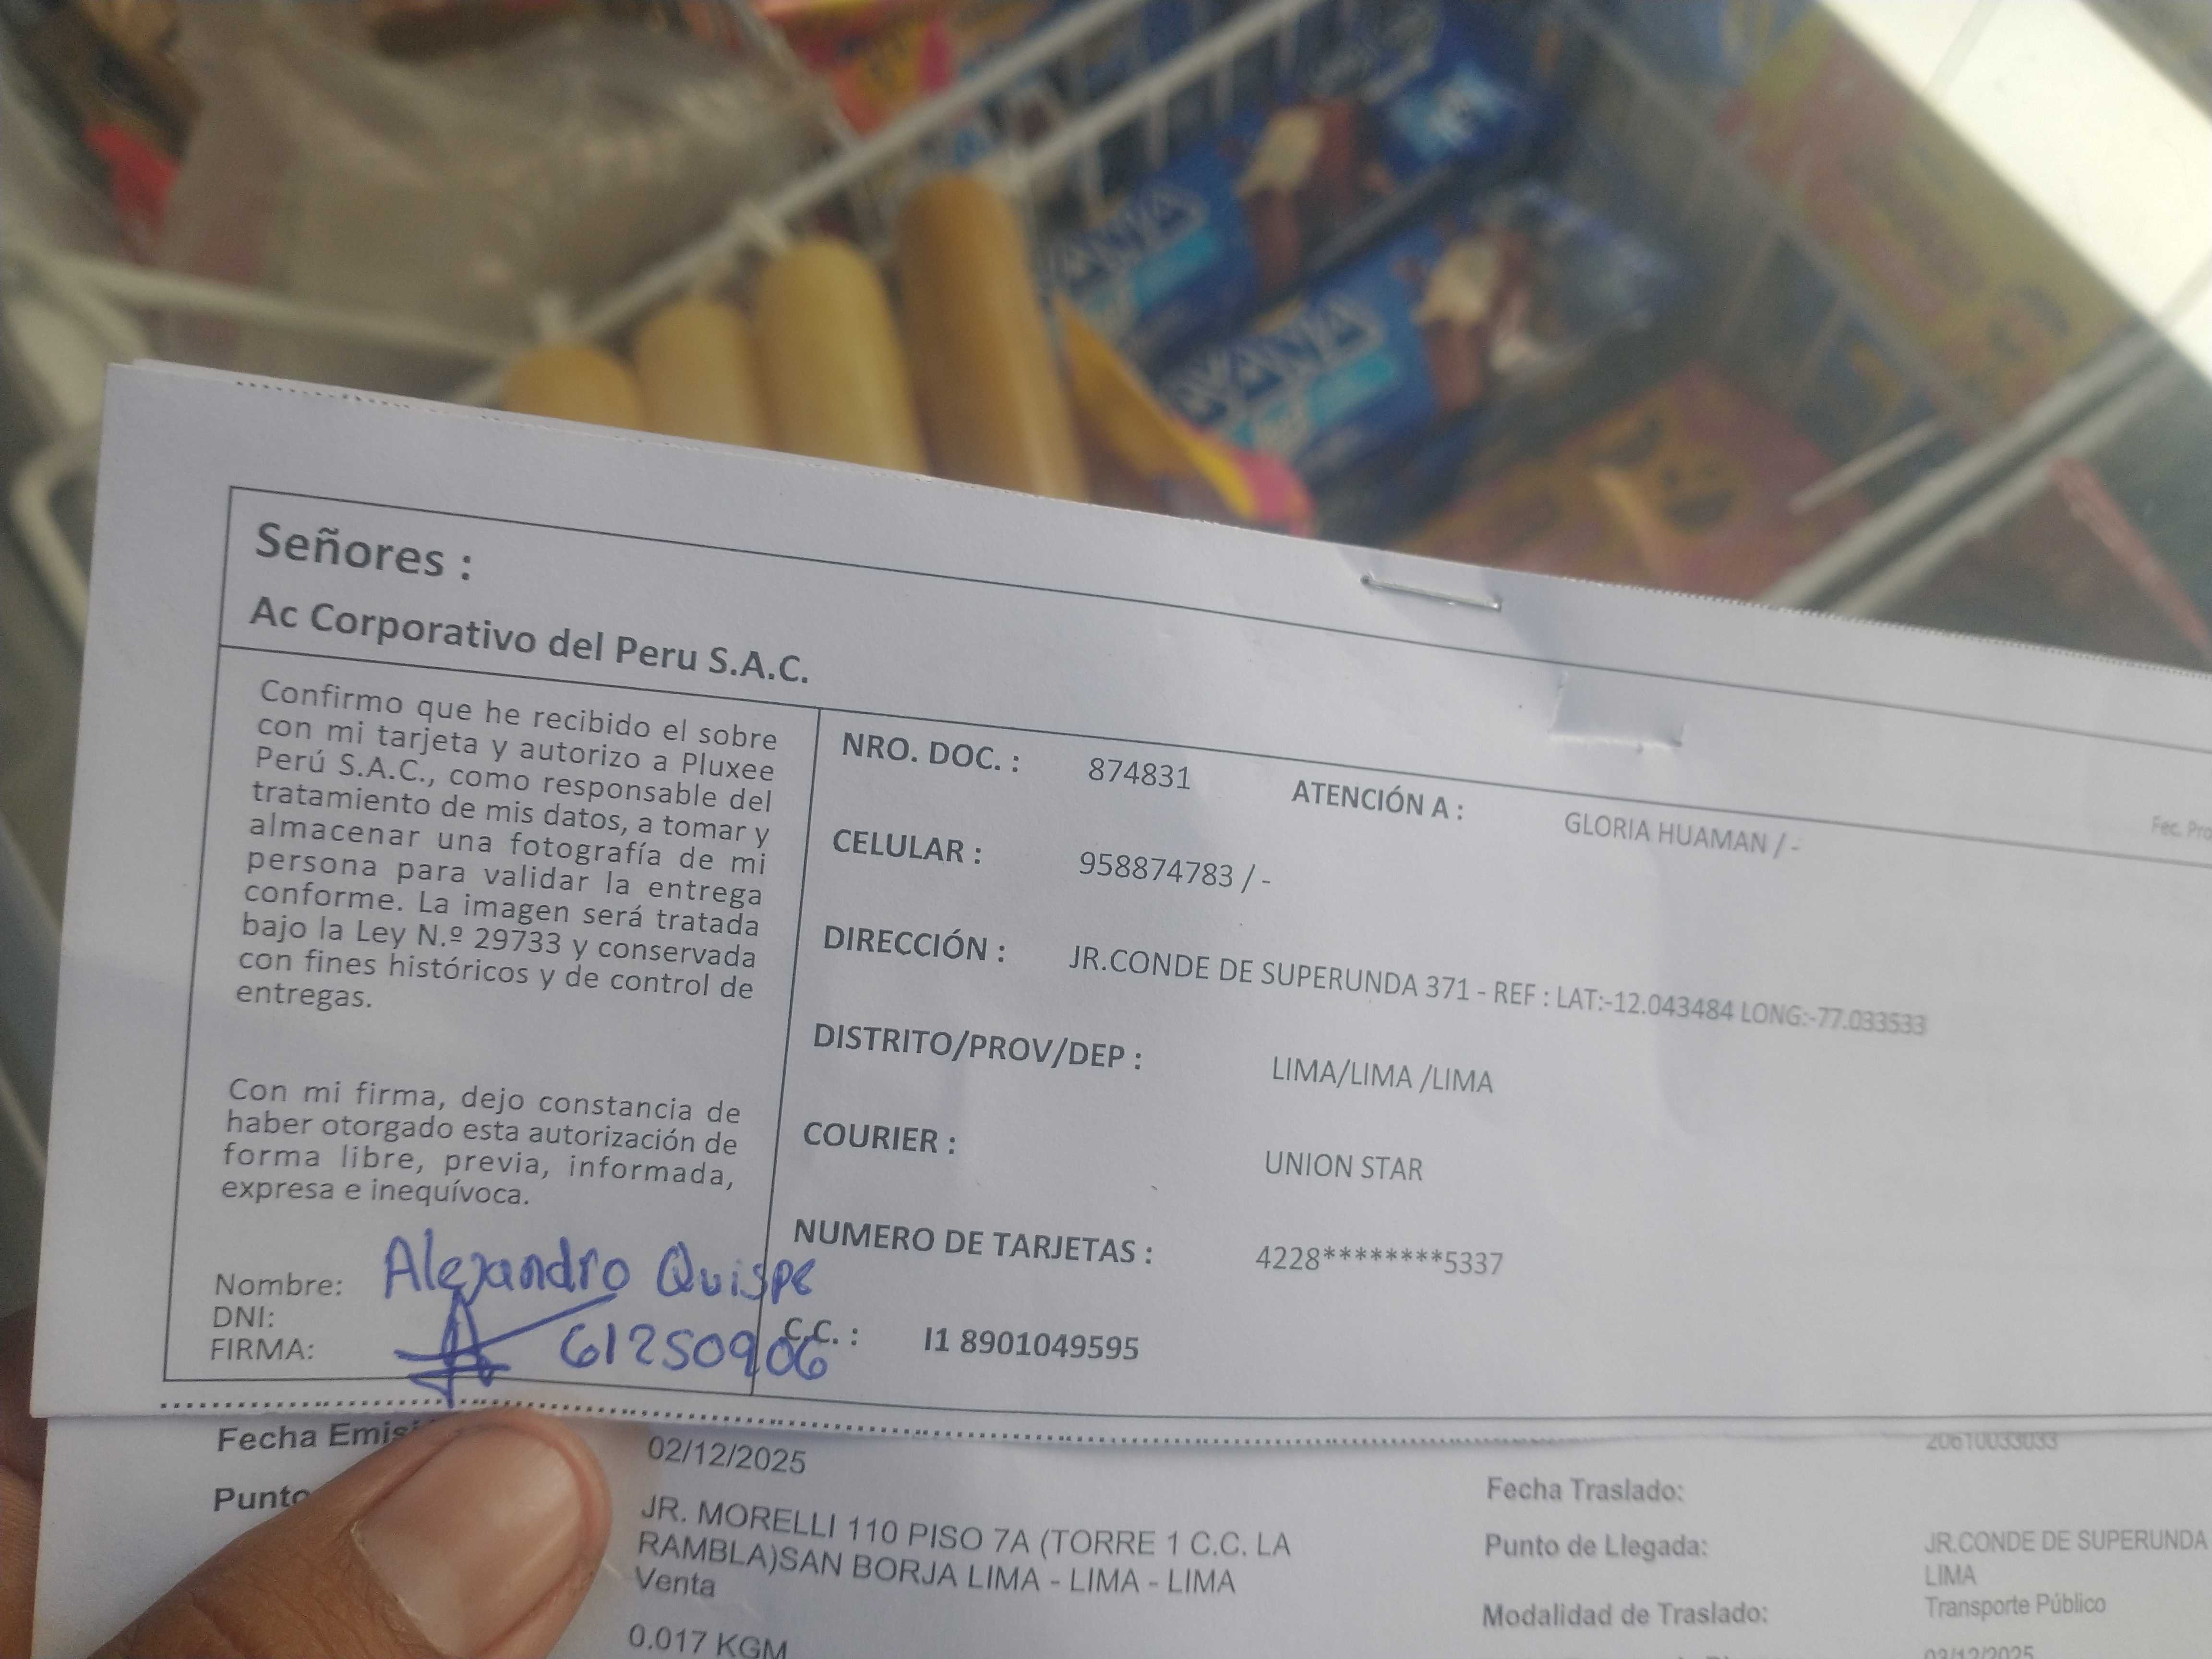 Señores :
Ac Corporativo del Peru S.A.C.
Confirmo que he recibido el sobre
con mi tarjeta y autorizo a Pluxee
Perú S.A.C., como responsable del
tratamiento de mis datos, a tomar y
almacenar una fotografía de mi
persona para validar la entrega
conforme. La imagen será tratada
bajo la Ley N.º 29733 y conservada
con fines históricos y de control de
entregas.
Con mi firma, dejo constancia de
haber otorgado esta autorización de
forma libre, previa, informada,
expresa e inequívoca.
Nombre: Alejandro Quispe
DNI: 61250906
FIRMA:
NRO. DOC. : 874831 ATENCIÓN A : GLORIA HUAMAN / -
Fec. Pro
CELULAR : 958874783 / -
DIRECCIÓN : JR.CONDE DE SUPERUNDA 371 - REF : LAT:-12.043484 LONG:-77.033533
DISTRITO/PROV/DEP : LIMA/LIMA /LIMA
COURIER : UNION STAR
NUMERO DE TARJETAS : 4228********5337
C.C. : I1 8901049595
Fecha Emisi 02/12/2025
Punto JR. MORELLI 110 PISO 7A (TORRE 1 C.C. LA
RAMBLA)SAN BORJA LIMA - LIMA - LIMA
Venta
0.017 KGM
20610033033
Fecha Traslado:
Punto de Llegada: JR.CONDE DE SUPERUNDA
LIMA
Modalidad de Traslado: Transporte Público
03/12/2025